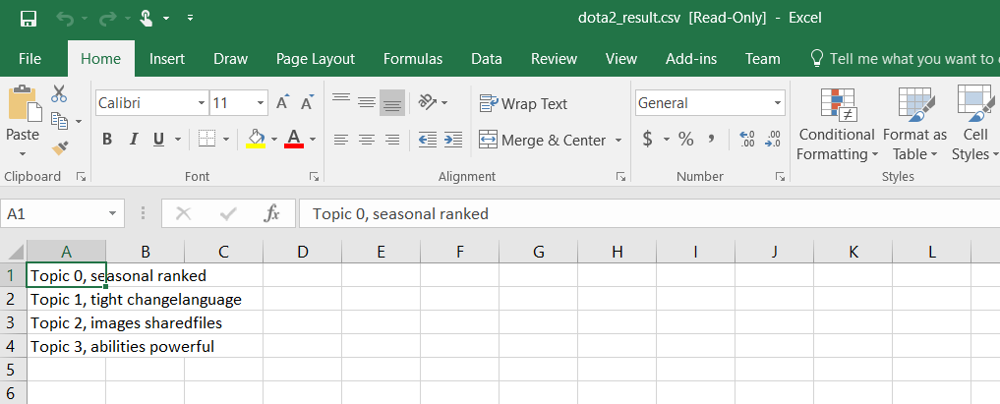 dota2_result.csv [Read-Only] - Excel
File Home Insert Draw Page Layout Formulas Data Review View Add-ins Team Tell me what you want to
Calibri 11 A A Wrap Text General
Paste B I U A Merge & Center $ % , .0 .00 .00 .0 Conditional Formatting Format as Table Cell Styles
Clipboard Font Alignment Number Styles
A1 fx Topic 0, seasonal ranked
A B C D E F G H I J K L
1 Topic 0, seasonal ranked
2 Topic 1, tight changelanguage
3 Topic 2, images sharedfiles
4 Topic 3, abilities powerful
5
6